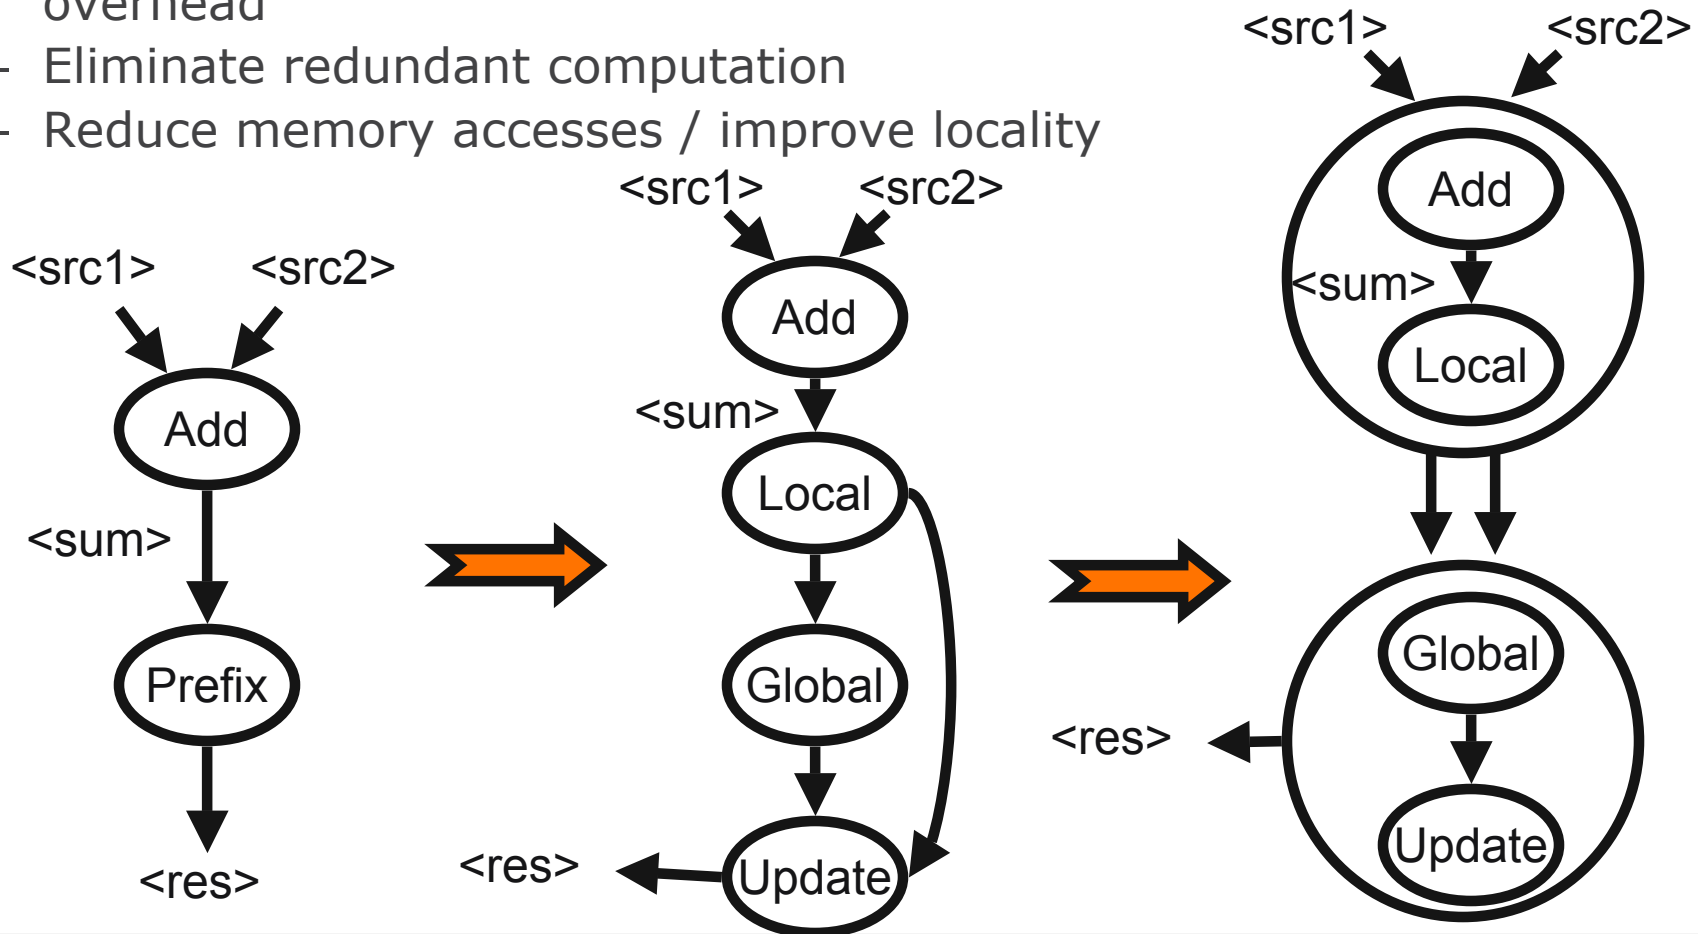 overhead
- Eliminate redundant computation
- Reduce memory accesses / improve locality
<src1> <src2>
Add
<sum>
Prefix
<res>
<src1> <src2>
Add
<sum>
Local
Global
Update
<res>
<src1> <src2>
Add
<sum>
Local
Global
Update
<res>